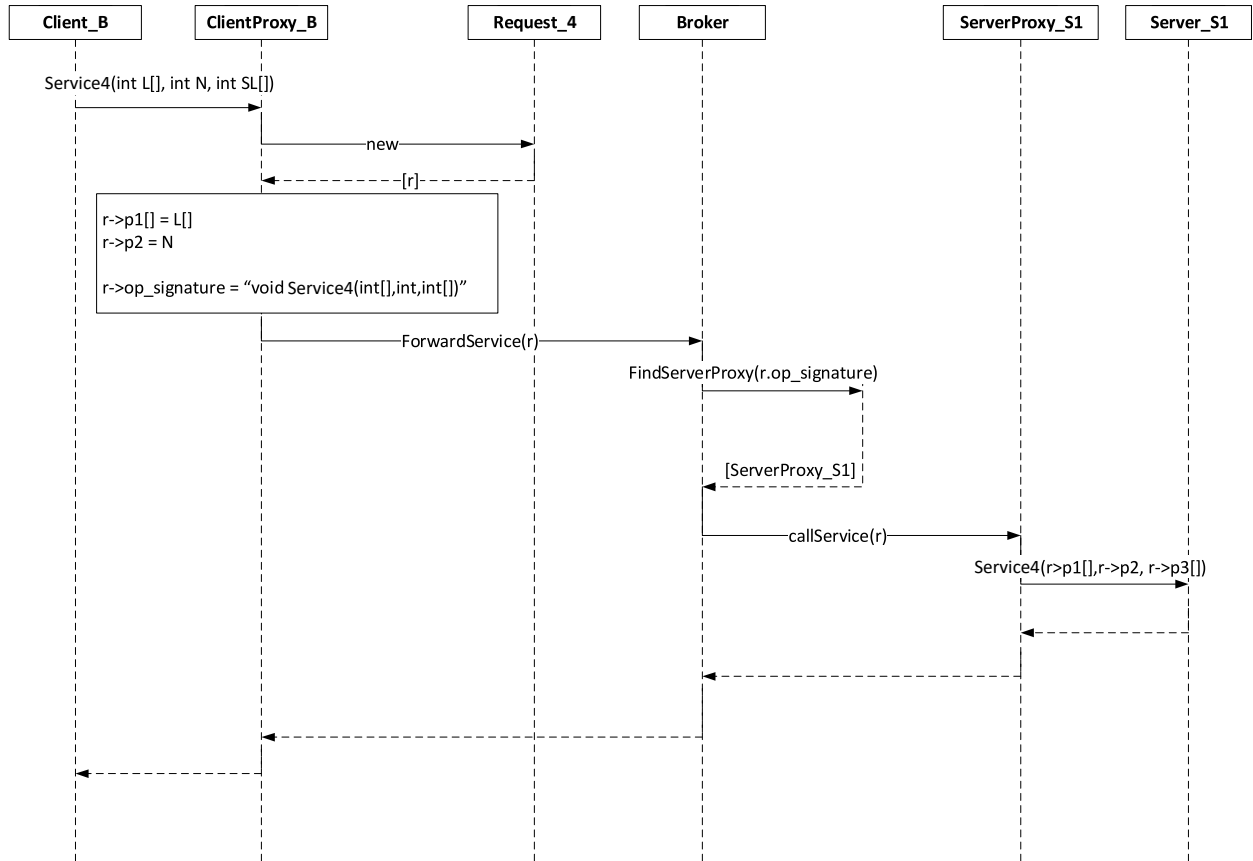 Client_B
ClientProxy_B
Request_4
Broker
ServerProxy_S1
Server_S1
Service4(int L[], int N, int SL[])
new
[r]
r->p1[] = L[]
r->p2 = N
r->op_signature = “void Service4(int[],int,int[])”
ForwardService(r)
FindServerProxy(r.op_signature)
[ServerProxy_S1]
callService(r)
Service4(r>p1[],r->p2, r->p3[])